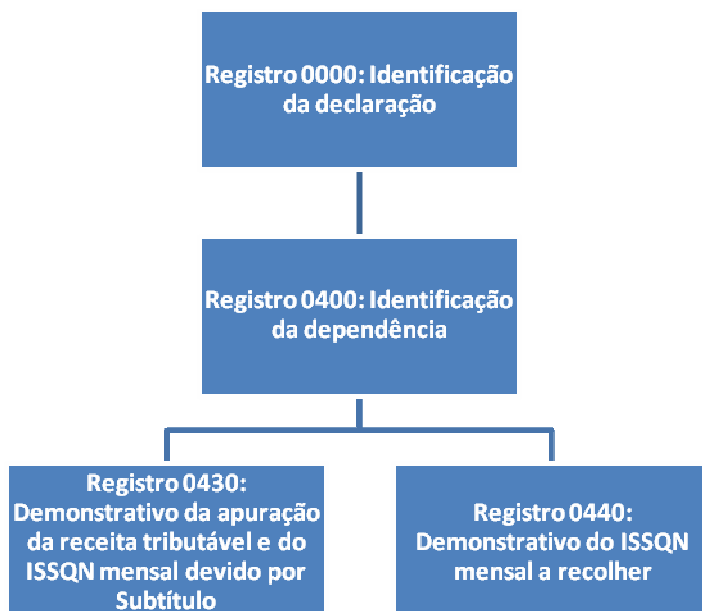 Registro 0000: Identificação
da declaração
Registro 0400: Identificação
da dependência
Registro 0430:
Demonstrativo da apuração
da receita tributável e do
ISSQN mensal devido por
Subtítulo
Registro 0440:
Demonstrativo do ISSQN
mensal a recolher